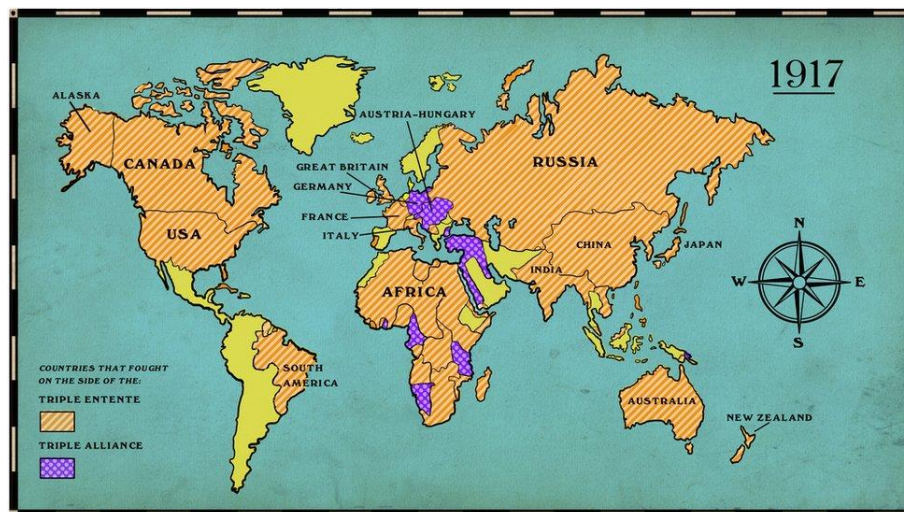 1917
ALASKA
CANADA
USA
AUSTRIA-HUNGARY
GREAT BRITAIN
GERMANY
FRANCE
ITALY
RUSSIA
CHINA
JAPAN
INDIA
AFRICA
SOUTH
AMERICA
AUSTRALIA
NEW ZEALAND
N
W
E
S
COUNTRIES THAT FOUGHT
ON THE SIDE OF THE:
TRIPLE ENTENTE
TRIPLE ALLIANCE